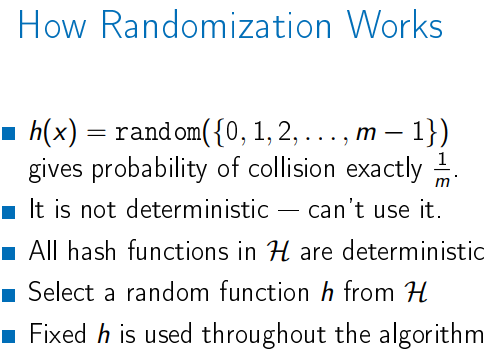 How Randomization Works
h(x) = random({0, 1, 2, . . . , m − 1})
gives probability of collision exactly 1/m.
It is not deterministic — can't use it.
All hash functions in ℋ are deterministic
Select a random function h from ℋ
Fixed h is used throughout the algorithm